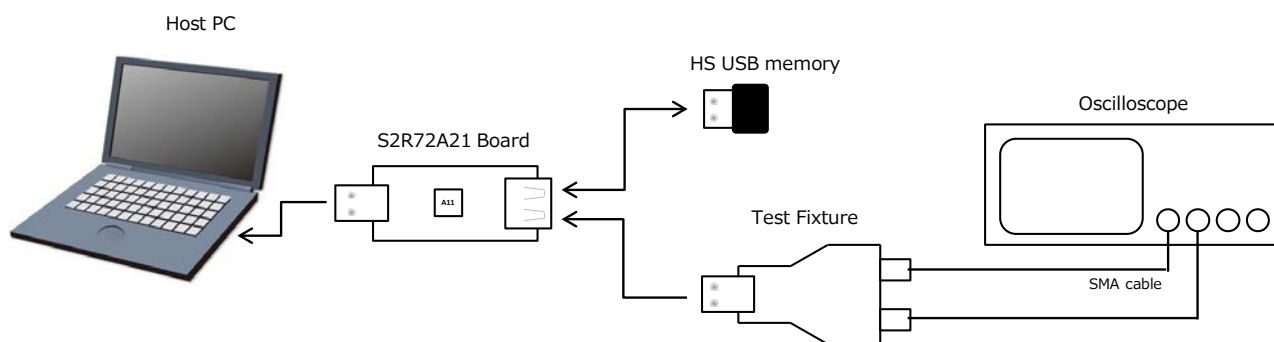 Host PC
HS USB memory
Oscilloscope
S2R72A21 Board
A11
Test Fixture
SMA cable